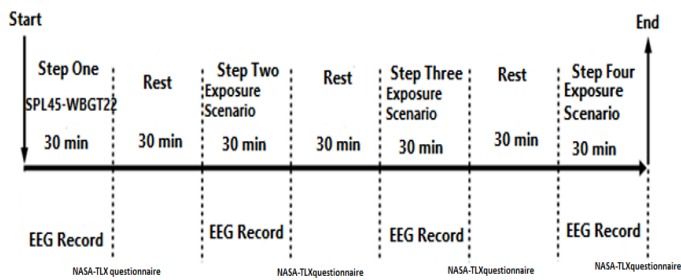 Start
End
Step One
SPL45-WBGT22
30 min
Rest
30 min
Step Two
Exposure
Scenario
30 min
Rest
30 min
Step Three
Exposure
Scenario
30 min
Rest
30 min
Step Four
Exposure
Scenario
30 min
EEG Record
EEG Record
EEG Record
EEG Record
NASA-TLX questionnaire
NASA-TLXquestionnaire
NASA-TLXquestionnaire
NASA-TLXquestionnaire